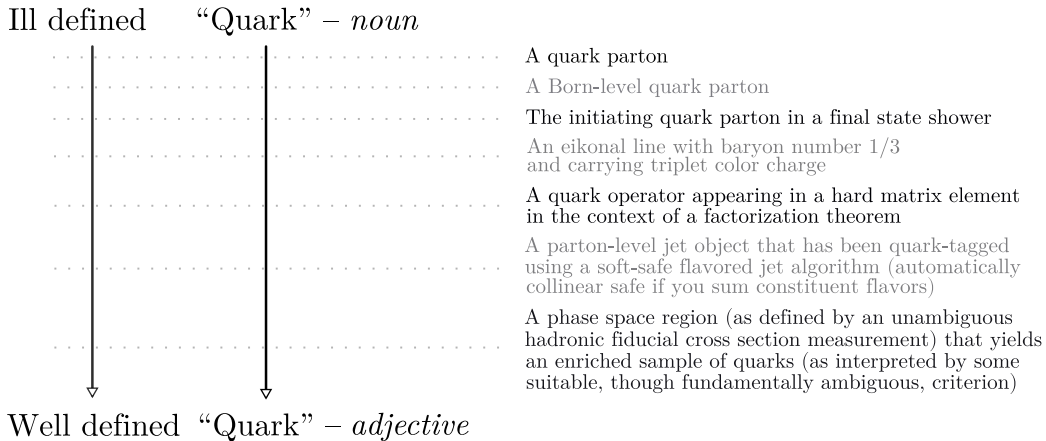 Ill defined “Quark” – noun
A quark parton
A Born-level quark parton
The initiating quark parton in a final state shower
An eikonal line with baryon number 1/3
and carrying triplet color charge
A quark operator appearing in a hard matrix element
in the context of a factorization theorem
A parton-level jet object that has been quark-tagged
using a soft-safe flavored jet algorithm (automatically
collinear safe if you sum constituent flavors)
A phase space region (as defined by an unambiguous
hadronic fiducial cross section measurement) that yields
an enriched sample of quarks (as interpreted by some
suitable, though fundamentally ambiguous, criterion)
Well defined “Quark” – adjective